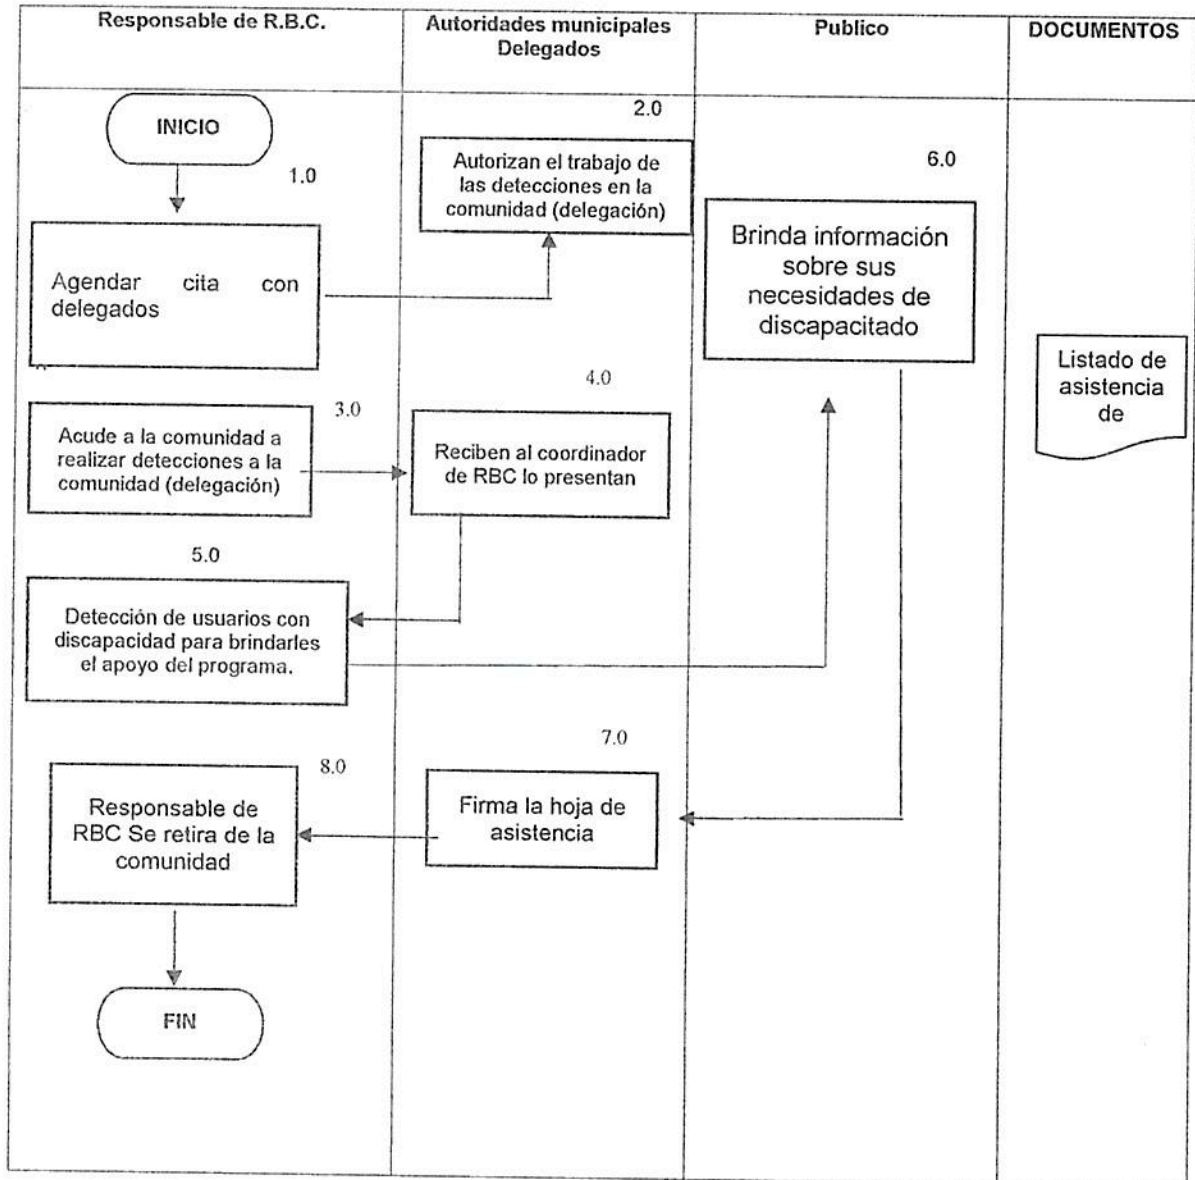 Responsable de R.B.C.
Autoridades municipales
Delegados
Publico
DOCUMENTOS
INICIO
1.0
Agendar cita con
delegados
2.0
Autorizan el trabajo de
las detecciones en la
comunidad (delegación)
3.0
Acude a la comunidad a
realizar detecciones a la
comunidad (delegación)
4.0
Reciben al coordinador
de RBC lo presentan
5.0
Detección de usuarios con
discapacidad para brindarles
el apoyo del programa.
6.0
Brinda información
sobre sus
necesidades de
discapacitado
Listado de
asistencia
de
7.0
Firma la hoja de
asistencia
8.0
Responsable de
RBC Se retira de la
comunidad
FIN